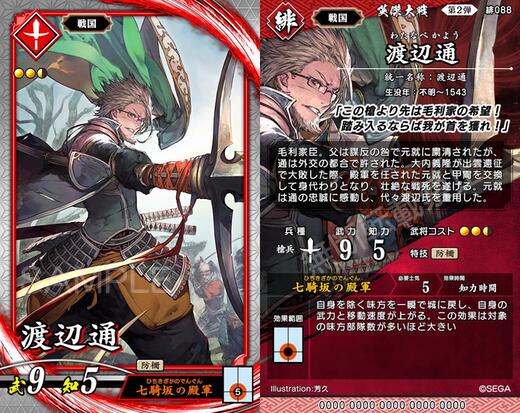 戦国
渡辺通
防柵
武9 知5
ひちきざかのでんぐん
七騎坂の殿軍
5
SAMPLE
緋
戦国
英傑大戦
第2弾
緋088
わたなべ かよう
渡辺通
統一名称:渡辺通
生没年:不明~1543
「この槍より先は毛利家の希望!
踏み入るならば我が首を獲れ!」
毛利家臣。父は謀反の咎で元就に粛清されたが、
通は外交の都合で許された。大内義隆が出雲遠征
で大敗した際、殿軍を任された元就と甲冑を交換
して身代わりとなり、壮絶な戦死を遂げる。元就
は通の忠誠に感動し、代々渡辺氏を重用した。
兵種 武力 知力 武将コスト
槍兵 9 5
特技 防柵
ひちきざかのでんぐん
七騎坂の殿軍
必要士気
5
効果時間
知力時間
効果範囲
自身を除く味方を一瞬で城に戻し、自身の
武力と移動速度が上がる。この効果は対象
の味方部隊数が多いほど大きい
Illustration:芳久
©SEGA
0000-0000-0000-0000-0000